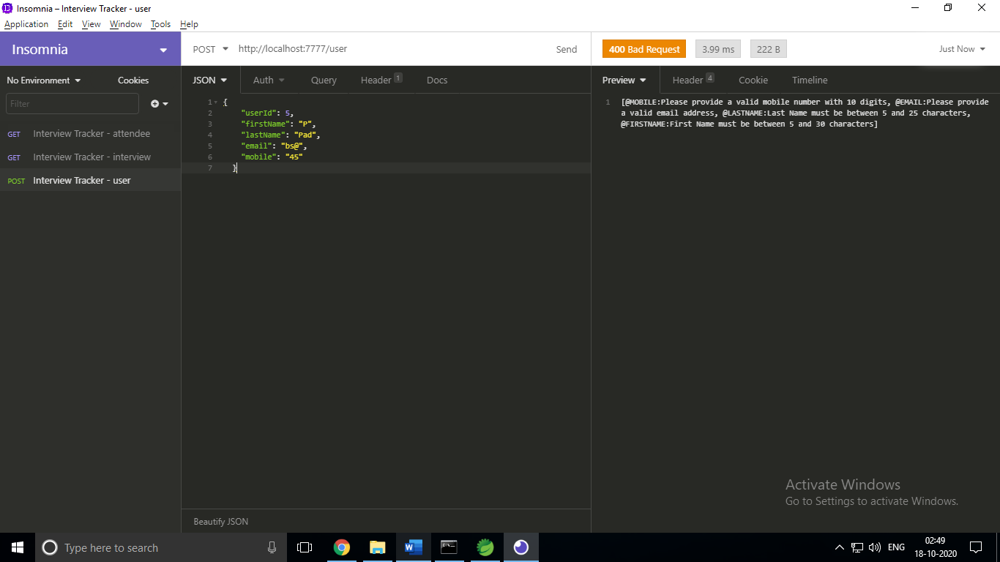 Insomnia – Interview Tracker - user
Application Edit View Window Tools Help
Insomnia
POST http://localhost:7777/user Send
400 Bad Request 3.99 ms 222 B Just Now
No Environment Cookies
JSON Auth Query Header 1 Docs
Preview Header 4 Cookie Timeline
Filter
GET Interview Tracker - attendee
GET Interview Tracker - interview
POST Interview Tracker - user
1 {
2 "userId": 5,
3 "firstName": "P",
4 "lastName": "Pad",
5 "email": "bs@",
6 "mobile": "45"
7 }
1 [@MOBILE:Please provide a valid mobile number with 10 digits, @EMAIL:Please provide
a valid email address, @LASTNAME:Last Name must be between 5 and 25 characters,
@FIRSTNAME:First Name must be between 5 and 30 characters]
Activate Windows
Go to Settings to activate Windows.
Beautify JSON
Type here to search
W
C:\.
ENG
02:49
18-10-2020